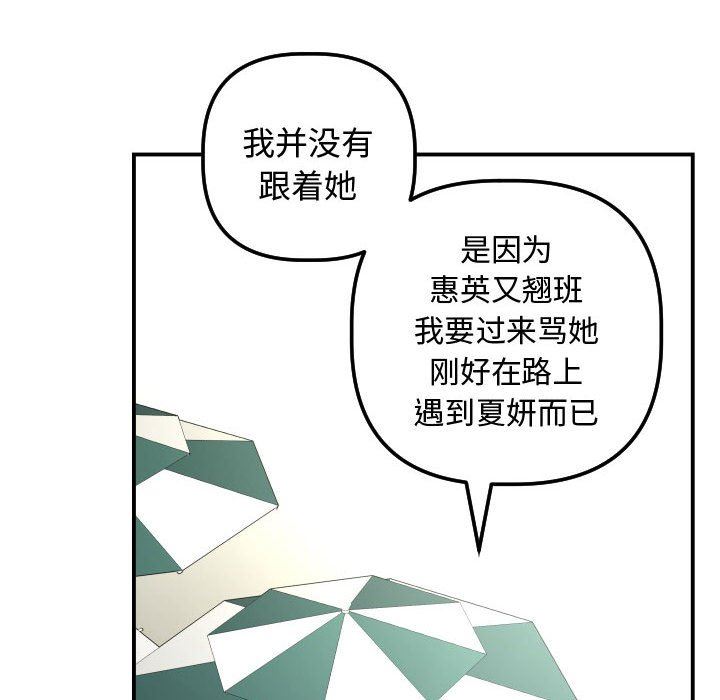 我并没有
跟着她
是因为
惠英又翘班
我要过来骂她
刚好在路上
遇到夏妍而已